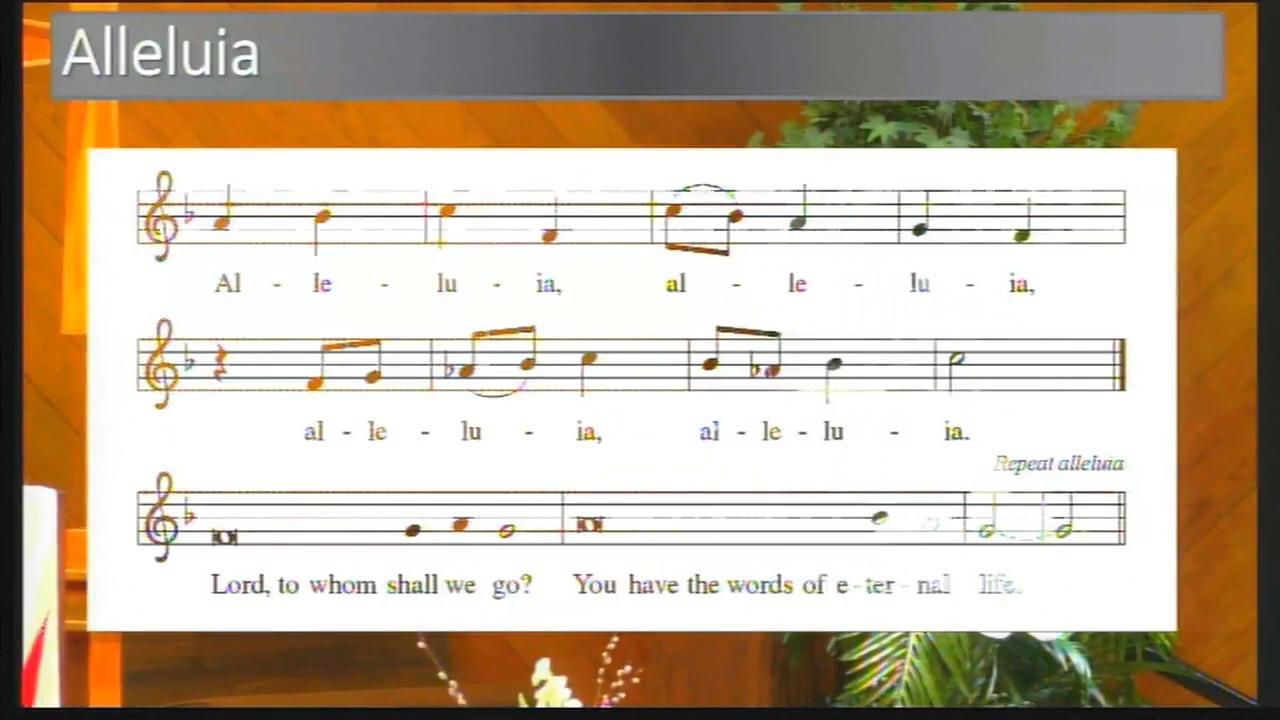 Alleluia
Al - le - lu - ia, al - le - lu - ia,
al - le - lu - ia, al - le - lu - ia.
Repeat alleluia
Lord, to whom shall we go? You have the words of e - ter - nal life.